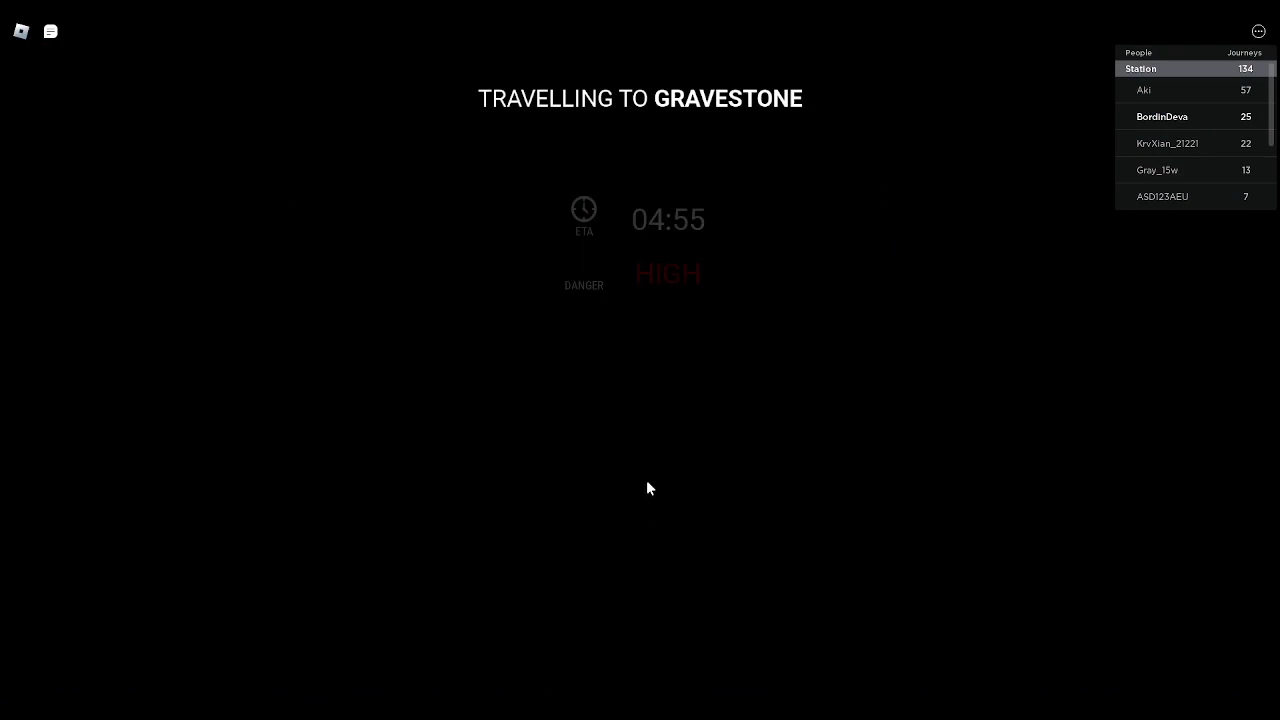 People Journeys
Station 134
Aki 57
BordinDeva 25
KrvXian_21221 22
Gray_15w 13
ASD123AEU 7
TRAVELLING TO GRAVESTONE
ETA 04:55
DANGER HIGH